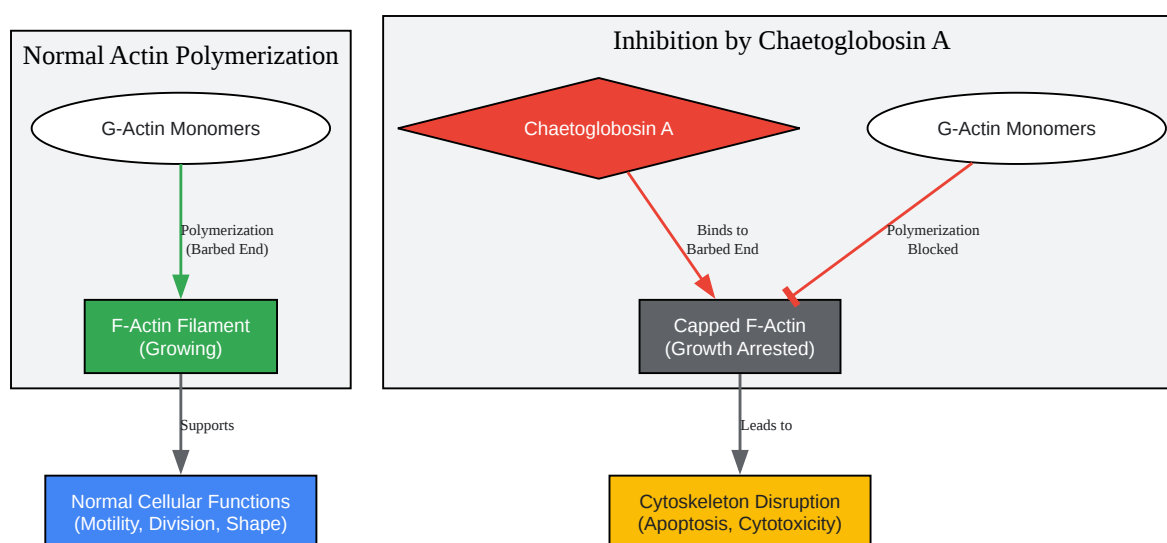 Normal Actin Polymerization
G-Actin Monomers
Polymerization
(Barbed End)
F-Actin Filament
(Growing)
Supports
Normal Cellular Functions
(Motility, Division, Shape)
Inhibition by Chaetoglobosin A
Chaetoglobosin A
G-Actin Monomers
Binds to
Barbed End
Polymerization
Blocked
Capped F-Actin
(Growth Arrested)
Leads to
Cytoskeleton Disruption
(Apoptosis, Cytotoxicity)